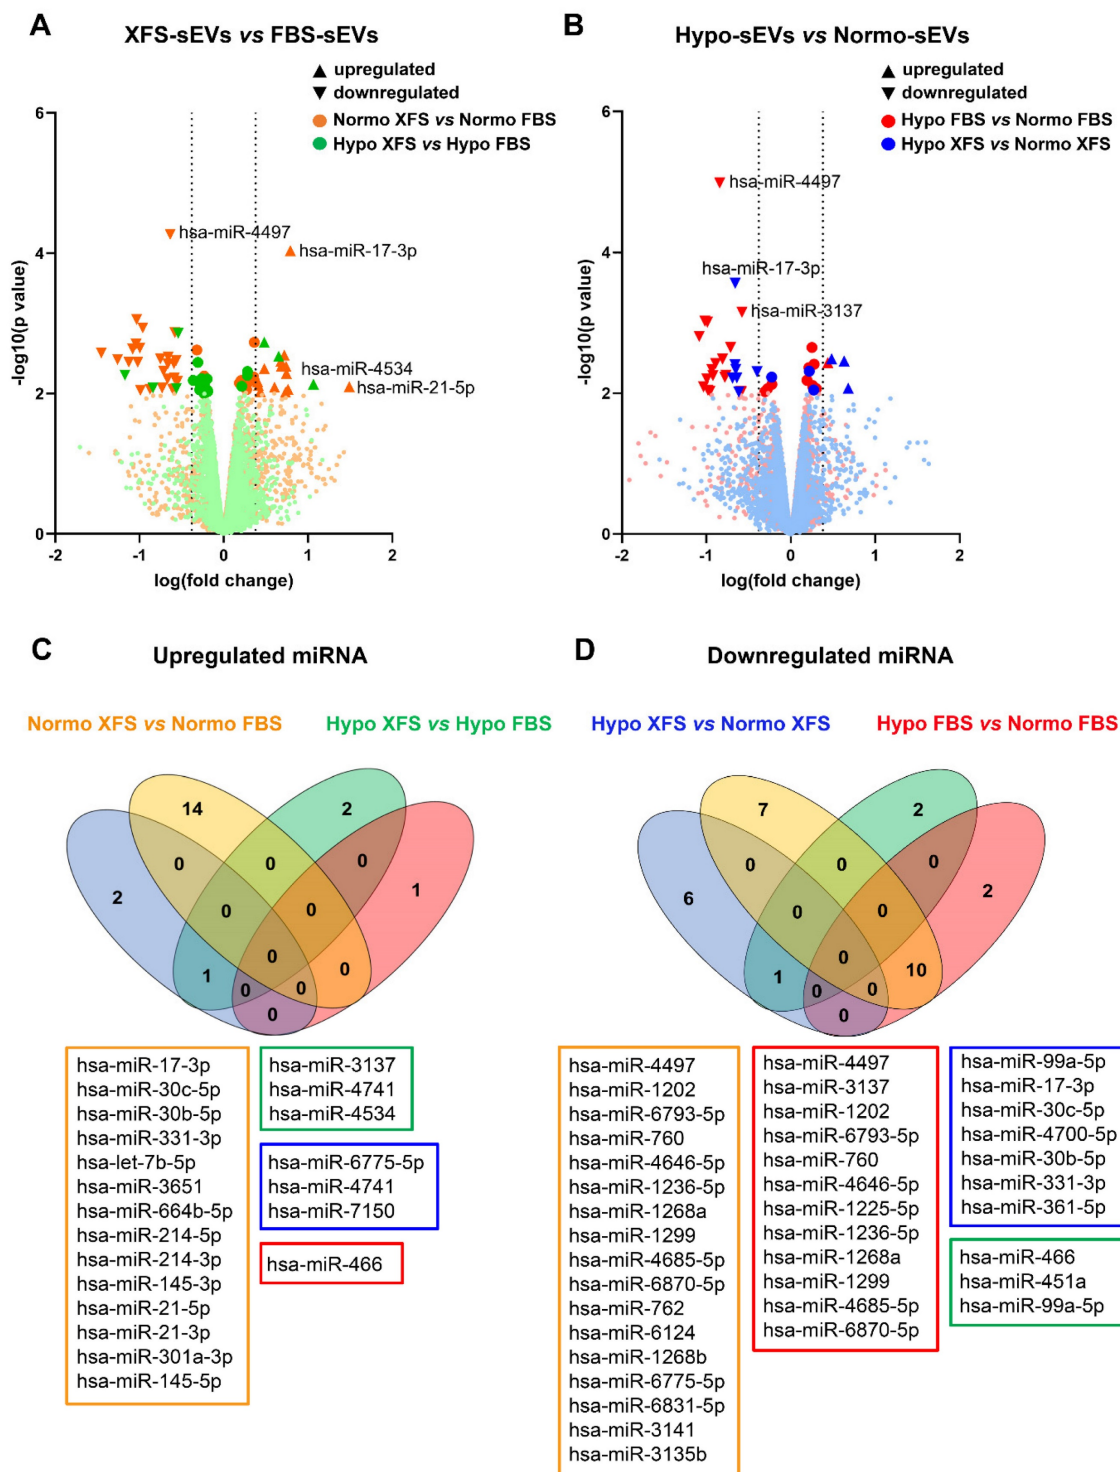 A
XFS-sEVs vs FBS-sEVs
▲ upregulated
▼ downregulated
Normo XFS vs Normo FBS
Hypo XFS vs Hypo FBS
6
4
2
0
-log10(p value)
hsa-miR-4497
hsa-miR-17-3p
hsa-miR-4534
hsa-miR-21-5p
-2
-1
0
1
2
log(fold change)
B
Hypo-sEVs vs Normo-sEVs
▲ upregulated
▼ downregulated
Hypo FBS vs Normo FBS
Hypo XFS vs Normo XFS
6
4
2
0
-log10(p value)
hsa-miR-4497
hsa-miR-17-3p
hsa-miR-3137
-2
-1
0
1
2
log(fold change)
C
Upregulated miRNA
D
Downregulated miRNA
Normo XFS vs Normo FBS
Hypo XFS vs Hypo FBS
Hypo XFS vs Normo XFS
Hypo FBS vs Normo FBS
14
2
0
0
0
2
1
0
0
0
1
0
0
0
0
7
2
0
0
0
6
2
0
0
0
1
10
0
0
0
hsa-miR-17-3p
hsa-miR-30c-5p
hsa-miR-30b-5p
hsa-miR-331-3p
hsa-let-7b-5p
hsa-miR-3651
hsa-miR-664b-5p
hsa-miR-214-5p
hsa-miR-214-3p
hsa-miR-145-3p
hsa-miR-21-5p
hsa-miR-21-3p
hsa-miR-301a-3p
hsa-miR-145-5p
hsa-miR-3137
hsa-miR-4741
hsa-miR-4534
hsa-miR-6775-5p
hsa-miR-4741
hsa-miR-7150
hsa-miR-466
hsa-miR-4497
hsa-miR-1202
hsa-miR-6793-5p
hsa-miR-760
hsa-miR-4646-5p
hsa-miR-1236-5p
hsa-miR-1268a
hsa-miR-1299
hsa-miR-4685-5p
hsa-miR-6870-5p
hsa-miR-762
hsa-miR-6124
hsa-miR-1268b
hsa-miR-6775-5p
hsa-miR-6831-5p
hsa-miR-3141
hsa-miR-3135b
hsa-miR-4497
hsa-miR-3137
hsa-miR-1202
hsa-miR-6793-5p
hsa-miR-760
hsa-miR-4646-5p
hsa-miR-1225-5p
hsa-miR-1236-5p
hsa-miR-1268a
hsa-miR-1299
hsa-miR-4685-5p
hsa-miR-6870-5p
hsa-miR-99a-5p
hsa-miR-17-3p
hsa-miR-30c-5p
hsa-miR-4700-5p
hsa-miR-30b-5p
hsa-miR-331-3p
hsa-miR-361-5p
hsa-miR-466
hsa-miR-451a
hsa-miR-99a-5p